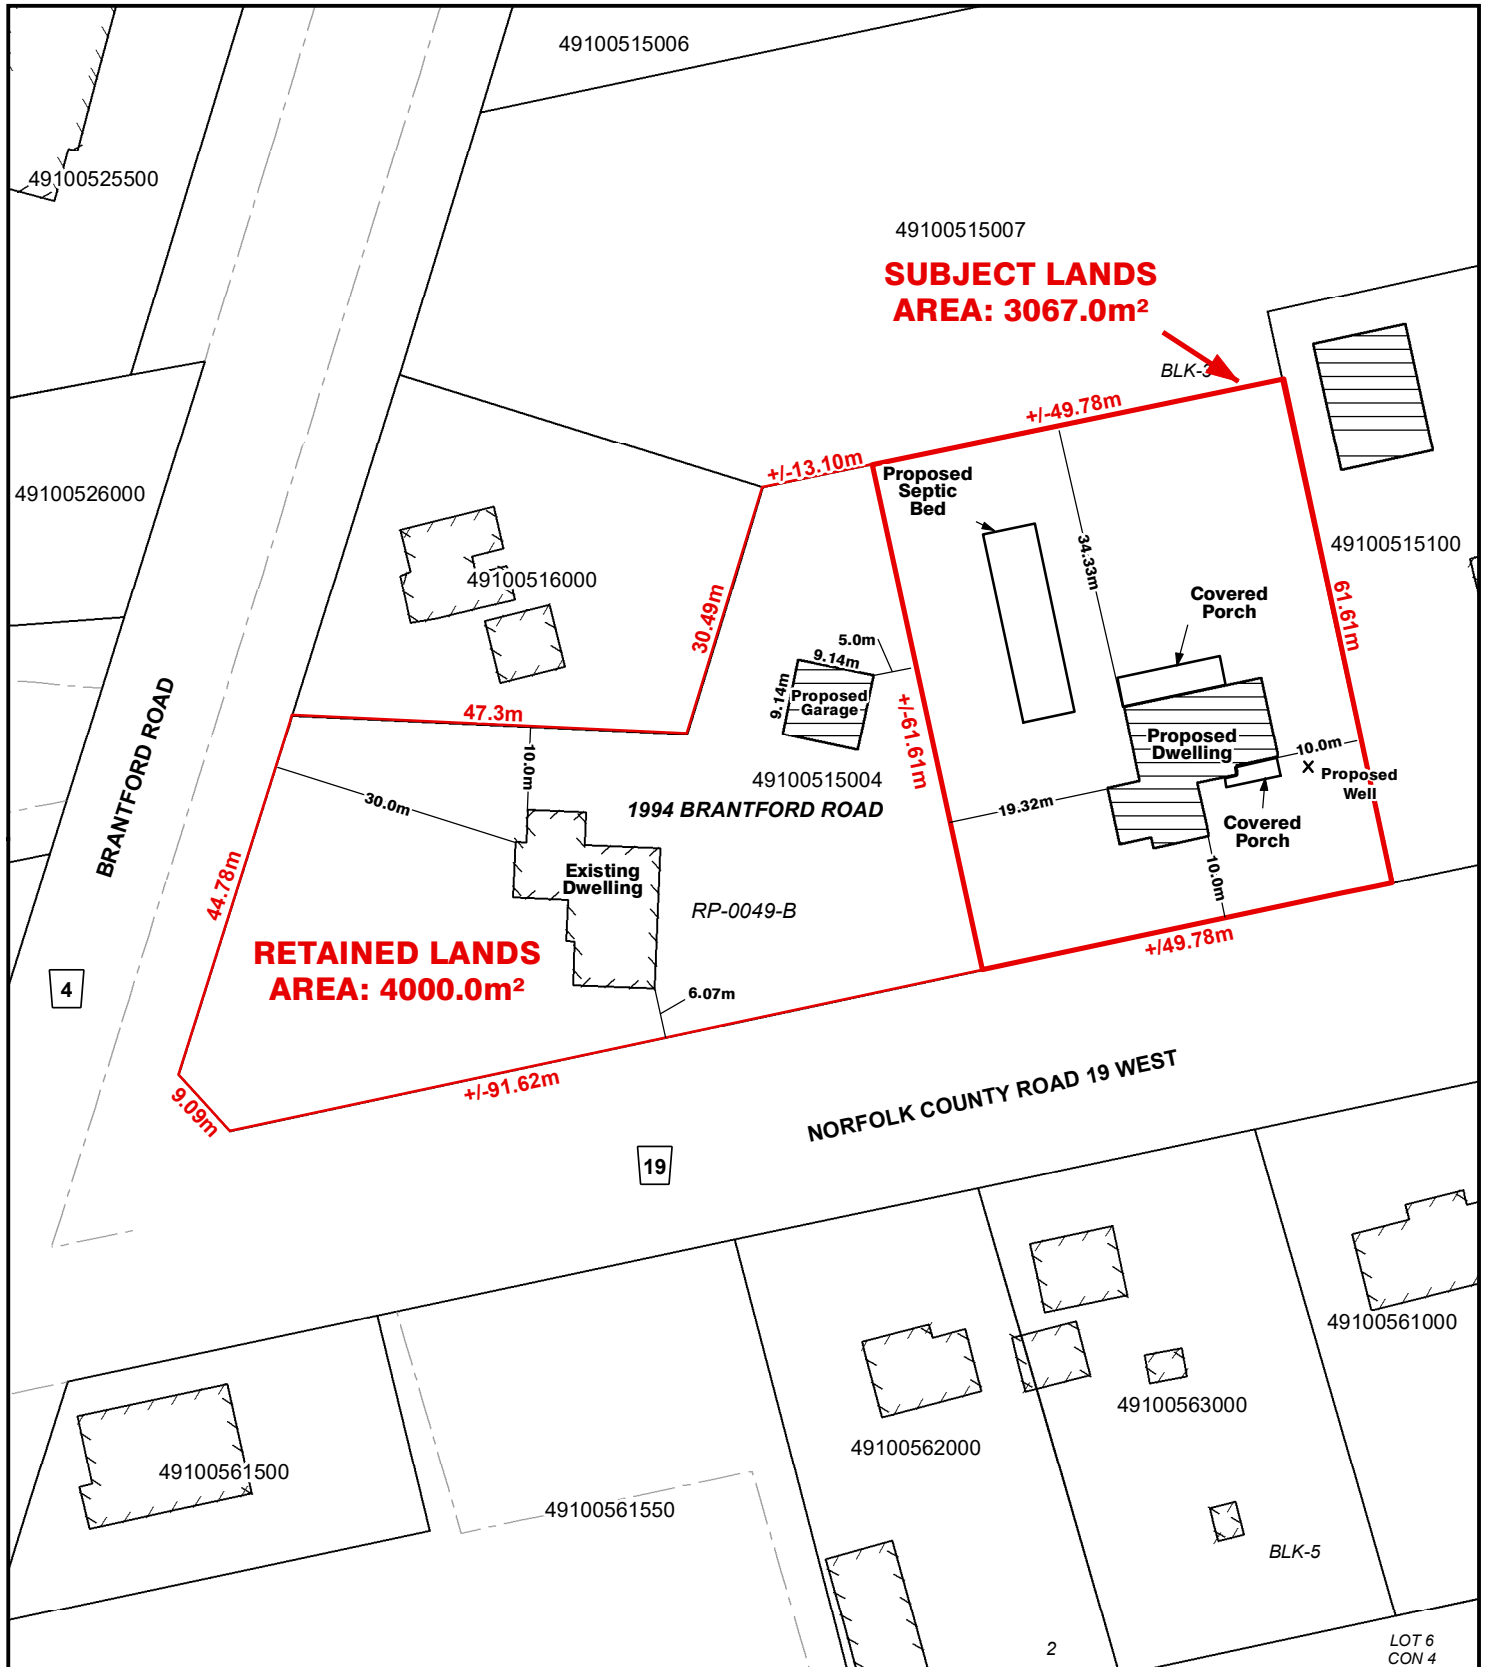 49100515006
49100525500
49100515007
SUBJECT LANDS
AREA: 3067.0m²
BLK-3
+/-49.78m
+/-13.10m
Proposed
Septic
Bed
49100526000
34.33m
49100515100
49100516000
Covered
Porch
61.61m
30.49m
5.0m
9.14m
9.14m
Proposed
Garage
+/-61.61m
47.3m
BRANTFORD ROAD
10.0m
Proposed
Dwelling
10.0m
X Proposed
Well
49100515004
1994 BRANTFORD ROAD
30.0m
19.32m
Covered
Porch
Existing
Dwelling
44.78m
10.0m
RP-0049-B
+/49.78m
RETAINED LANDS
AREA: 4000.0m²
4
6.07m
+/-91.62m
9.09m
NORFOLK COUNTY ROAD 19 WEST
19
49100561000
49100563000
49100562000
49100561500
49100561550
BLK-5
2
LOT 6
CON 4